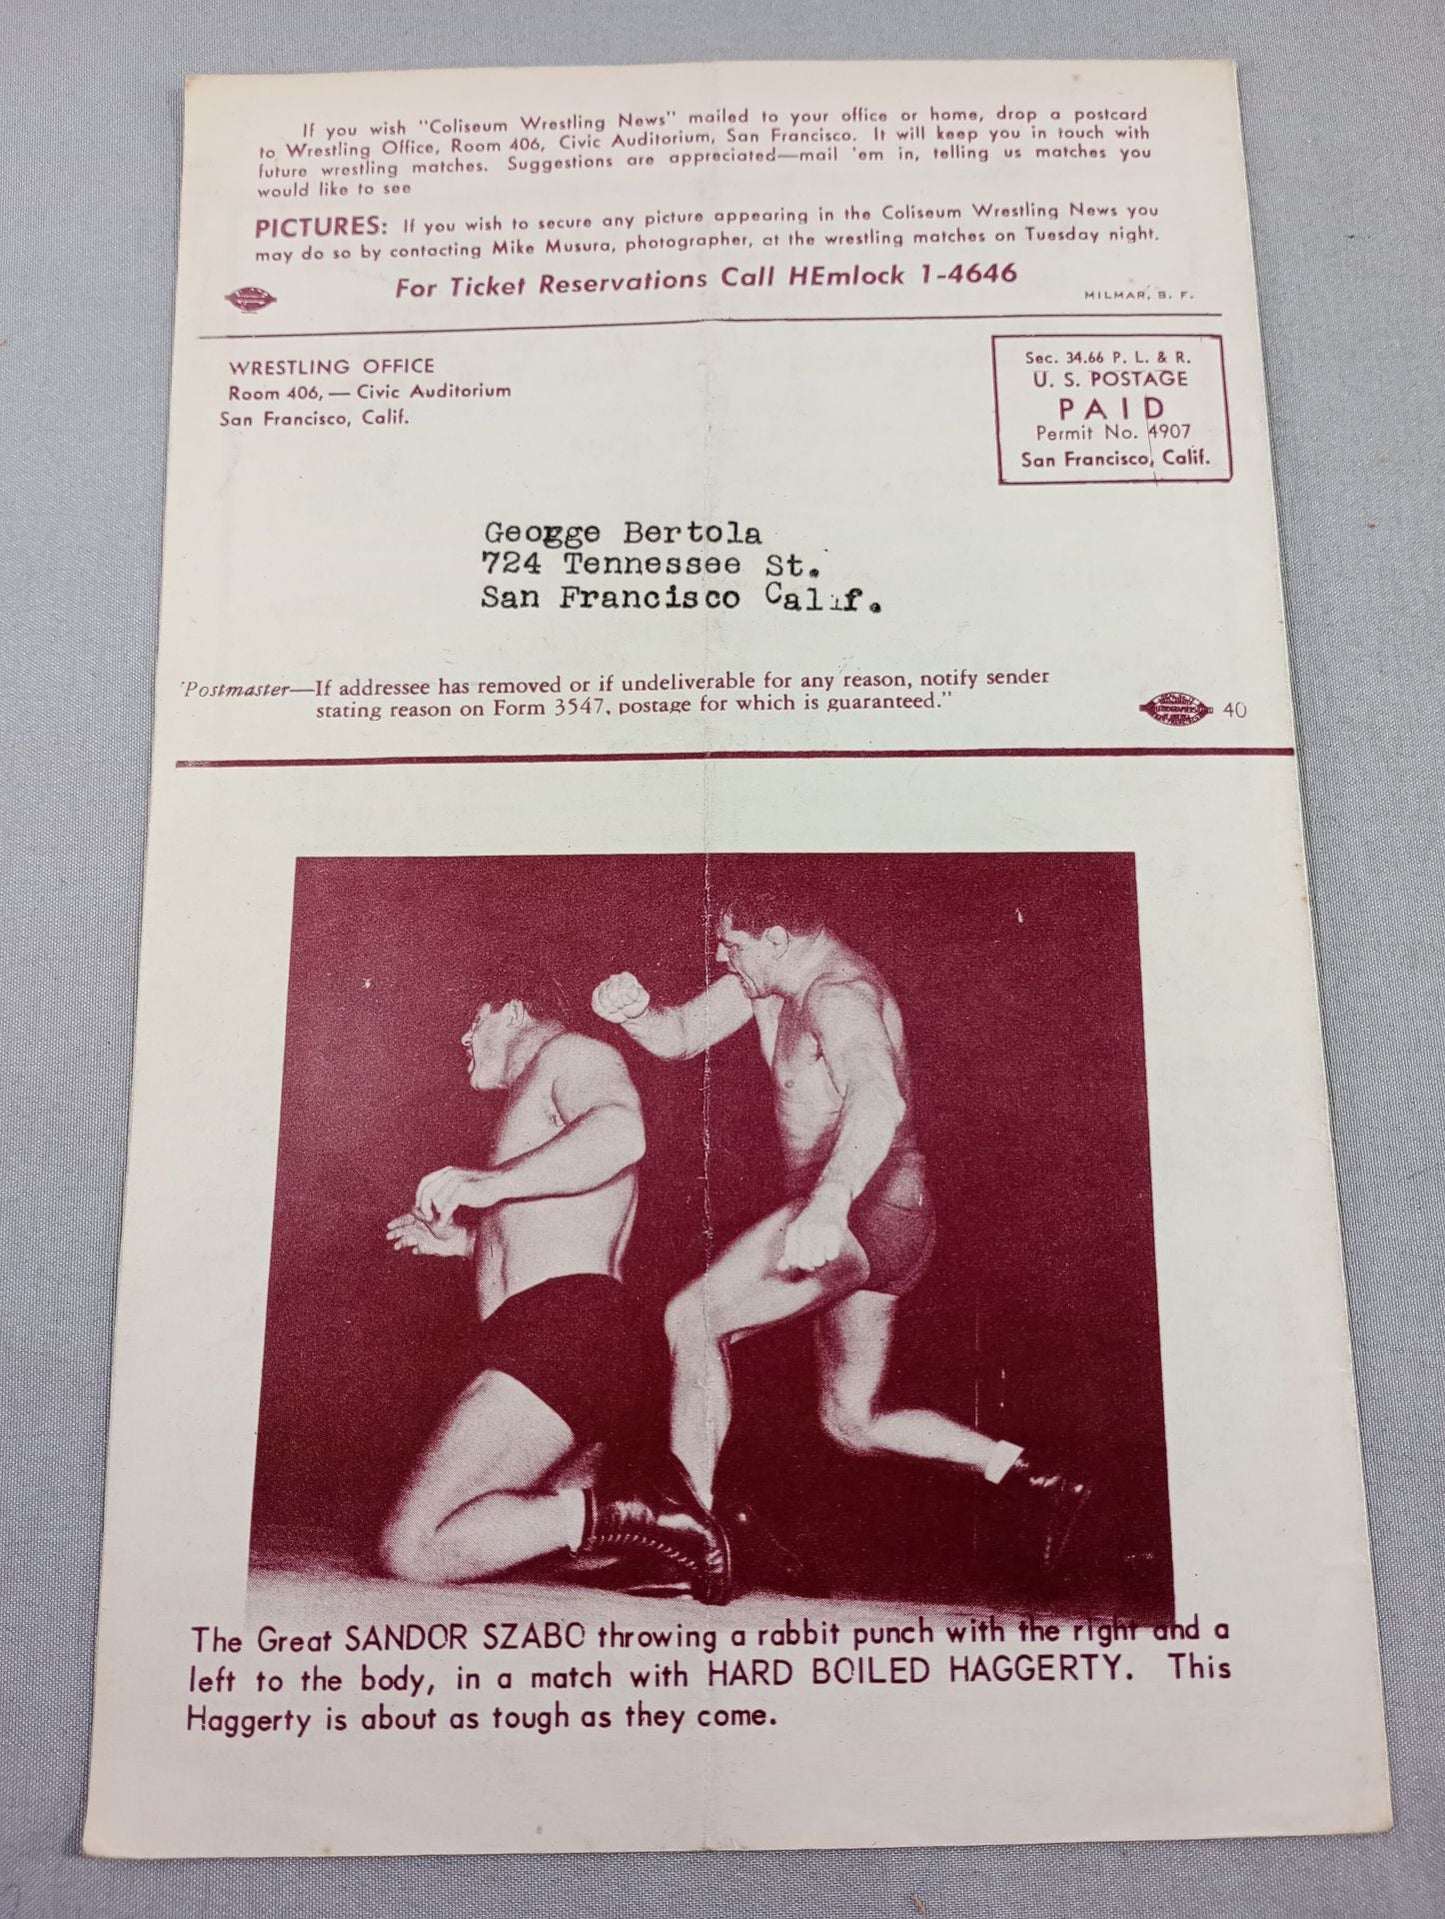 If you wish "Coliseum Wrestling News" mailed to your office or home, drop a postcard
to Wrestling Office, Room 406, Civic Auditorium, San Francisco. It will keep you in touch with
future wrestling matches. Suggestions are appreciated—mail 'em in, telling us matches you
would like to see
PICTURES: If you wish to secure any picture appearing in the Coliseum Wrestling News you
may do so by contacting Mike Musura, photographer, at the wrestling matches on Tuesday night.
For Ticket Reservations Call HEmlock 1-4646
MILMAR, S. F.
WRESTLING OFFICE
Room 406, — Civic Auditorium
San Francisco, Calif.
Sec. 34.66 P. L. & R.
U. S. POSTAGE
PAID
Permit No. 4907
San Francisco, Calif.
George Bertola
724 Tennessee St.
San Francisco Calif.
'Postmaster—If addressee has removed or if undeliverable for any reason, notify sender
stating reason on Form 3547, postage for which is guaranteed."
40
The Great SANDOR SZABO throwing a rabbit punch with the right and a
left to the body, in a match with HARD BOILED HAGGERTY. This
Haggerty is about as tough as they come.